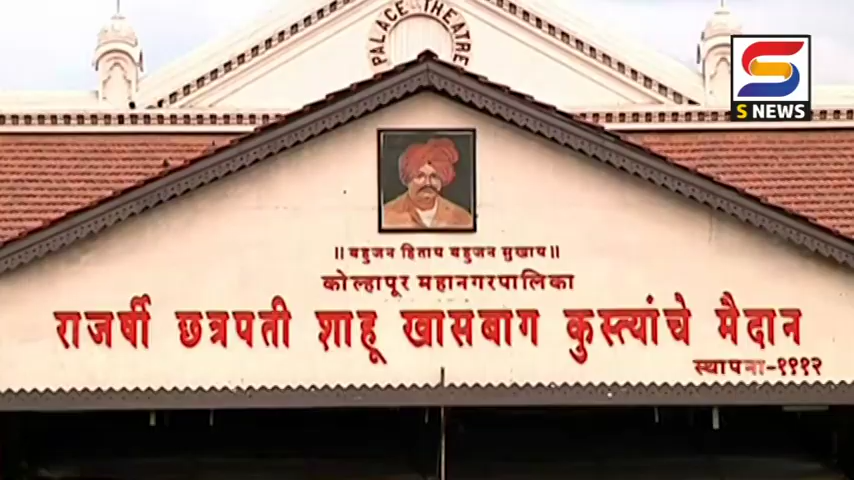 PALACE THEATRE
S NEWS
॥ बहुजन हिताय बहुजन सुखाय॥
कोल्हापूर महानगरपालिका
राजर्षी छत्रपती शाहू खासबाग कुस्त्यांचे मैदान
स्थापना-१९१२